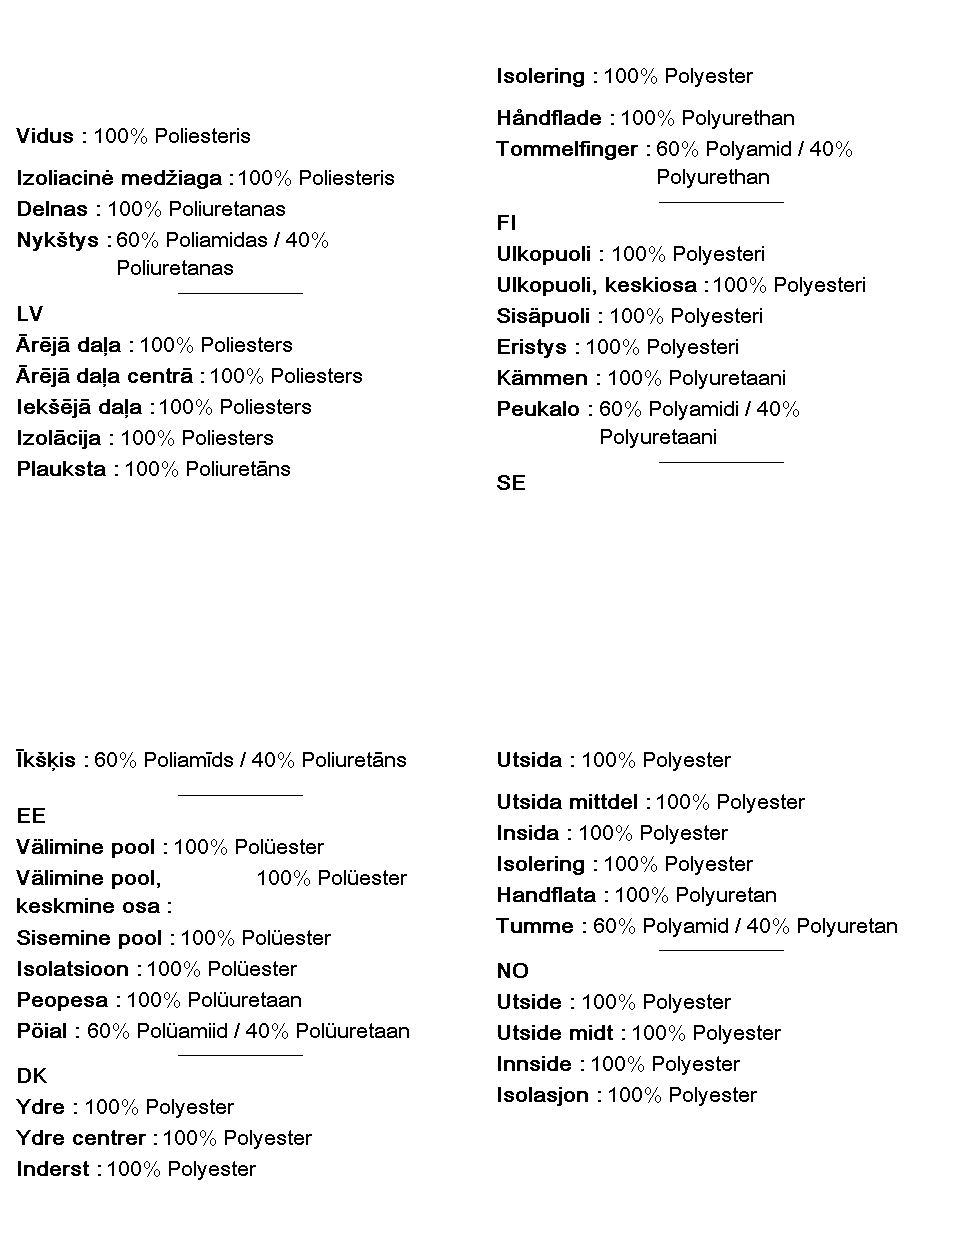 Vidus : 100% Poliesteris
Izoliacinė medžiaga : 100% Poliesteris
Delnas : 100% Poliuretanas
Nykštys : 60% Poliamidas / 40%
Poliuretanas
LV
Ārējā daļa : 100% Poliesters
Ārējā daļa centrā : 100% Poliesters
Iekšējā daļa : 100% Poliesters
Izolācija : 100% Poliesters
Plauksta : 100% Poliuretāns
Īkšķis : 60% Poliamīds / 40% Poliuretāns
EE
Välimine pool : 100% Polüester
Välimine pool, 100% Polüester
keskmine osa :
Sisemine pool : 100% Polüester
Isolatsioon : 100% Polüester
Peopesa : 100% Polüuretaan
Pöial : 60% Polüamiid / 40% Polüuretaan
DK
Ydre : 100% Polyester
Ydre centrer : 100% Polyester
Inderst : 100% Polyester
Isolering : 100% Polyester
Håndflade : 100% Polyurethan
Tommelfinger : 60% Polyamid / 40%
Polyurethan
FI
Ulkopuoli : 100% Polyesteri
Ulkopuoli, keskiosa : 100% Polyesteri
Sisäpuoli : 100% Polyesteri
Eristys : 100% Polyesteri
Kämmen : 100% Polyuretaani
Peukalo : 60% Polyamidi / 40%
Polyuretaani
SE
Utsida : 100% Polyester
Utsida mittdel : 100% Polyester
Insida : 100% Polyester
Isolering : 100% Polyester
Handflata : 100% Polyuretan
Tumme : 60% Polyamid / 40% Polyuretan
NO
Utside : 100% Polyester
Utside midt : 100% Polyester
Innside : 100% Polyester
Isolasjon : 100% Polyester